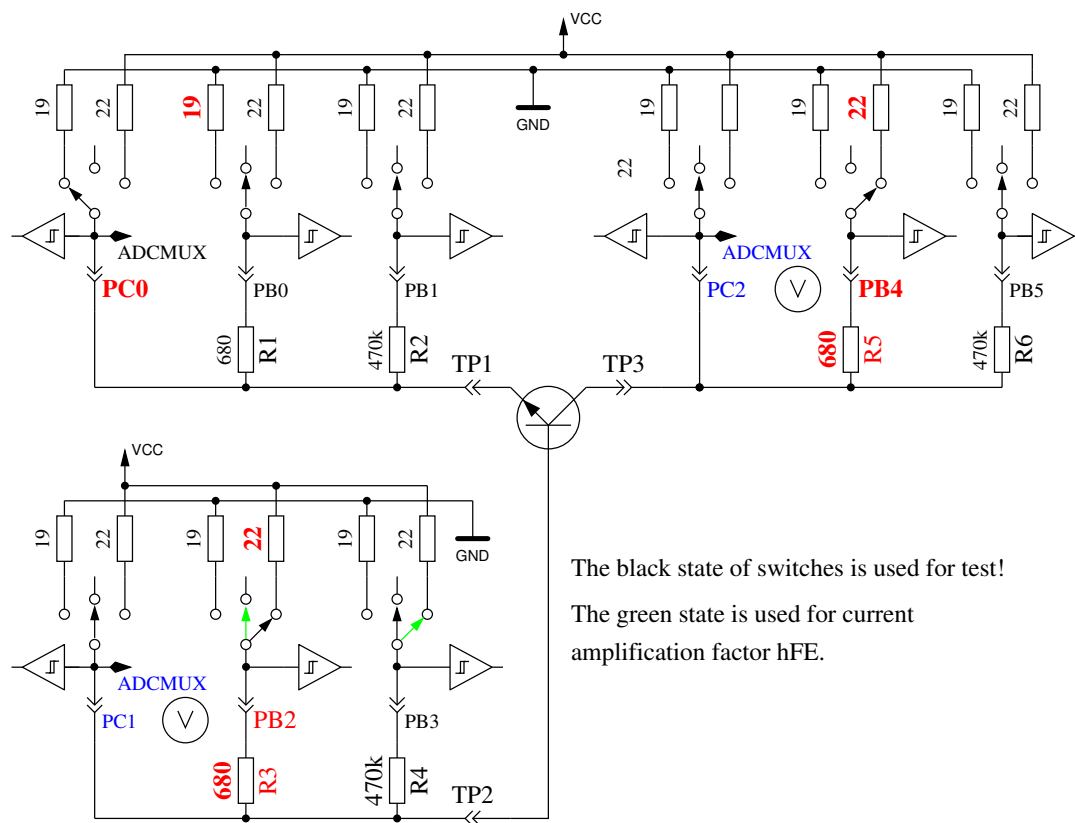 VCC
19
22
19
22
19
22
GND
19
22
19
22
19
22
22
ADCMUX
ADCMUX
PC0
PB0
PB1
PC2
V
PB4
PB5
680
R1
470k
R2
680
R5
470k
R6
TP1
TP3
VCC
19
22
19
22
19
22
GND
The black state of switches is used for test!
The green state is used for current
amplification factor hFE.
ADCMUX
PC1
V
PB2
PB3
680
R3
470k
R4
TP2